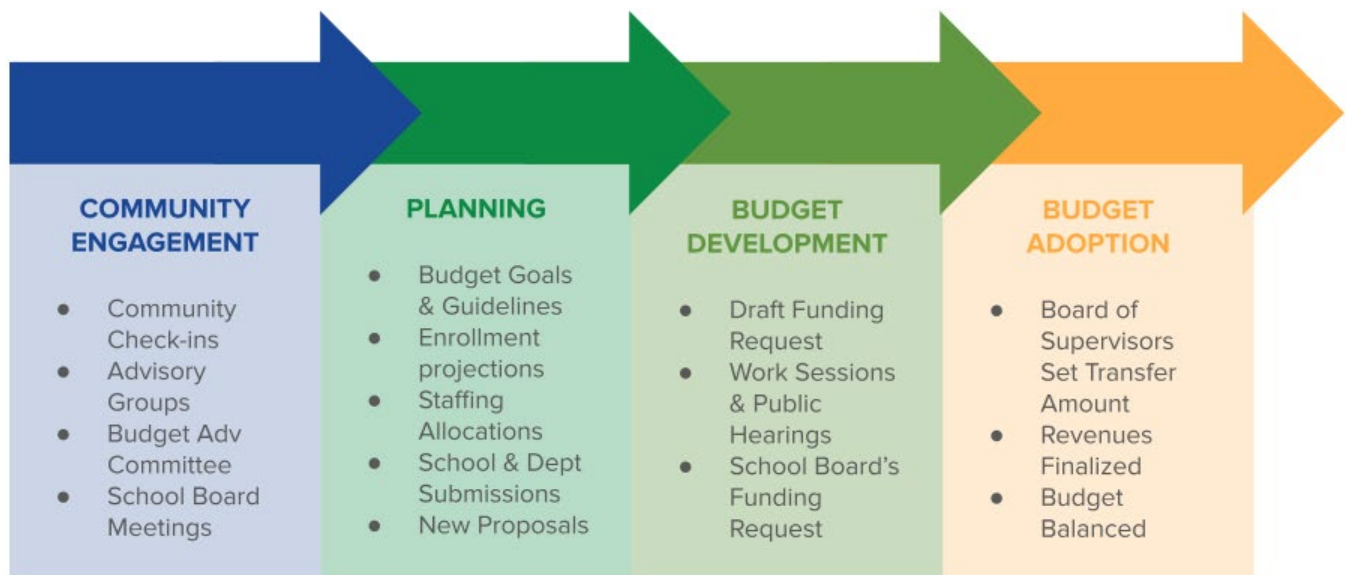 COMMUNITY
ENGAGEMENT
● Community
Check-ins
● Advisory
Groups
● Budget Adv
Committee
● School Board
Meetings
PLANNING
● Budget Goals
& Guidelines
● Enrollment
projections
● Staffing
Allocations
● School & Dept
Submissions
● New Proposals
BUDGET
DEVELOPMENT
● Draft Funding
Request
● Work Sessions
& Public
Hearings
● School Board’s
Funding
Request
BUDGET
ADOPTION
● Board of
Supervisors
Set Transfer
Amount
● Revenues
Finalized
● Budget
Balanced